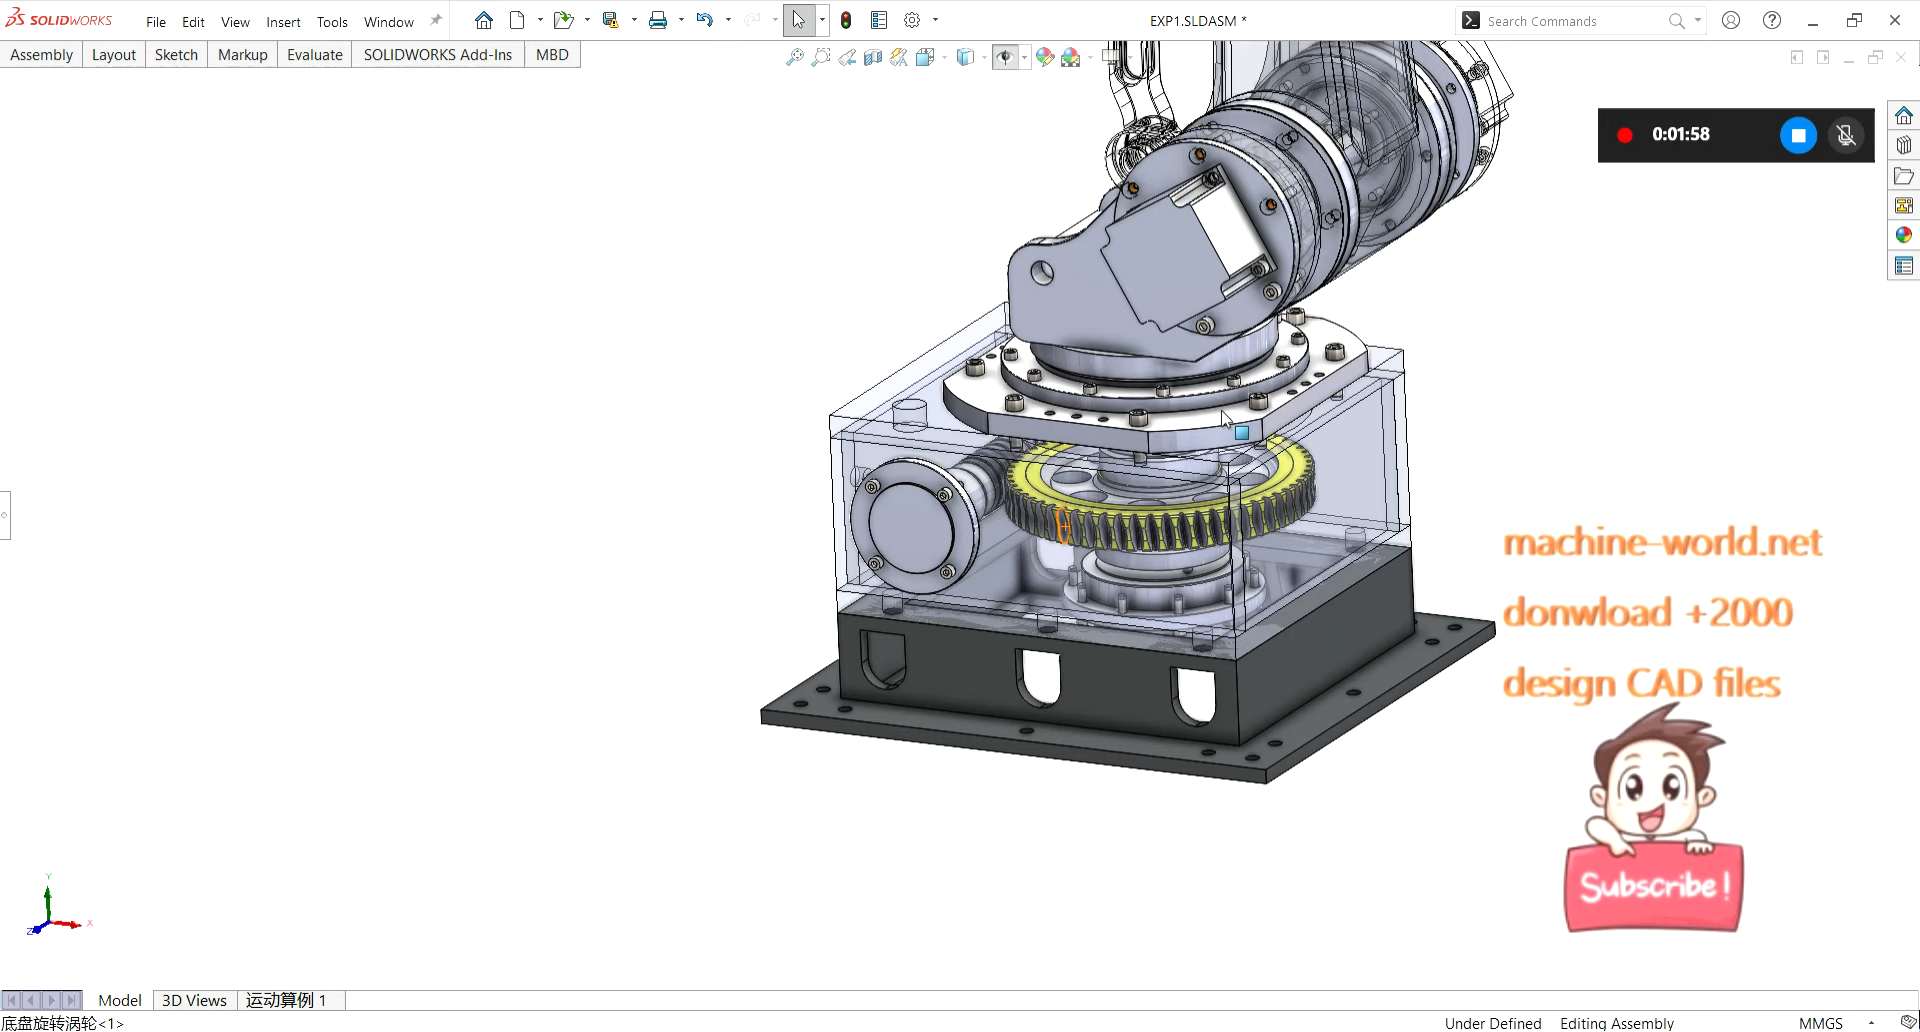 SOLIDWORKS
File Edit View Insert Tools Window
EXP1.SLDASM *
Search Commands
Assembly Layout Sketch Markup Evaluate SOLIDWORKS Add-Ins MBD
0:01:58
machine-world.net
donwload +2000
design CAD files
Subscribe!
Y
X
Z
Model 3D Views 运动算例 1
底盘旋转涡轮<1>
Under Defined Editing Assembly MMGS